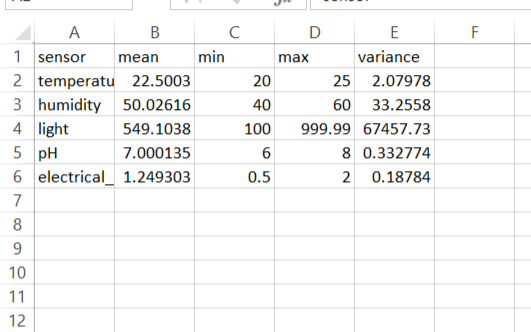 A B C D E F
1 sensor mean min max variance
2 temperatu 22.5003 20 25 2.07978
3 humidity 50.02616 40 60 33.2558
4 light 549.1038 100 999.99 67457.73
5 pH 7.000135 6 8 0.332774
6 electrical_ 1.249303 0.5 2 0.18784
7
8
9
10
11
12